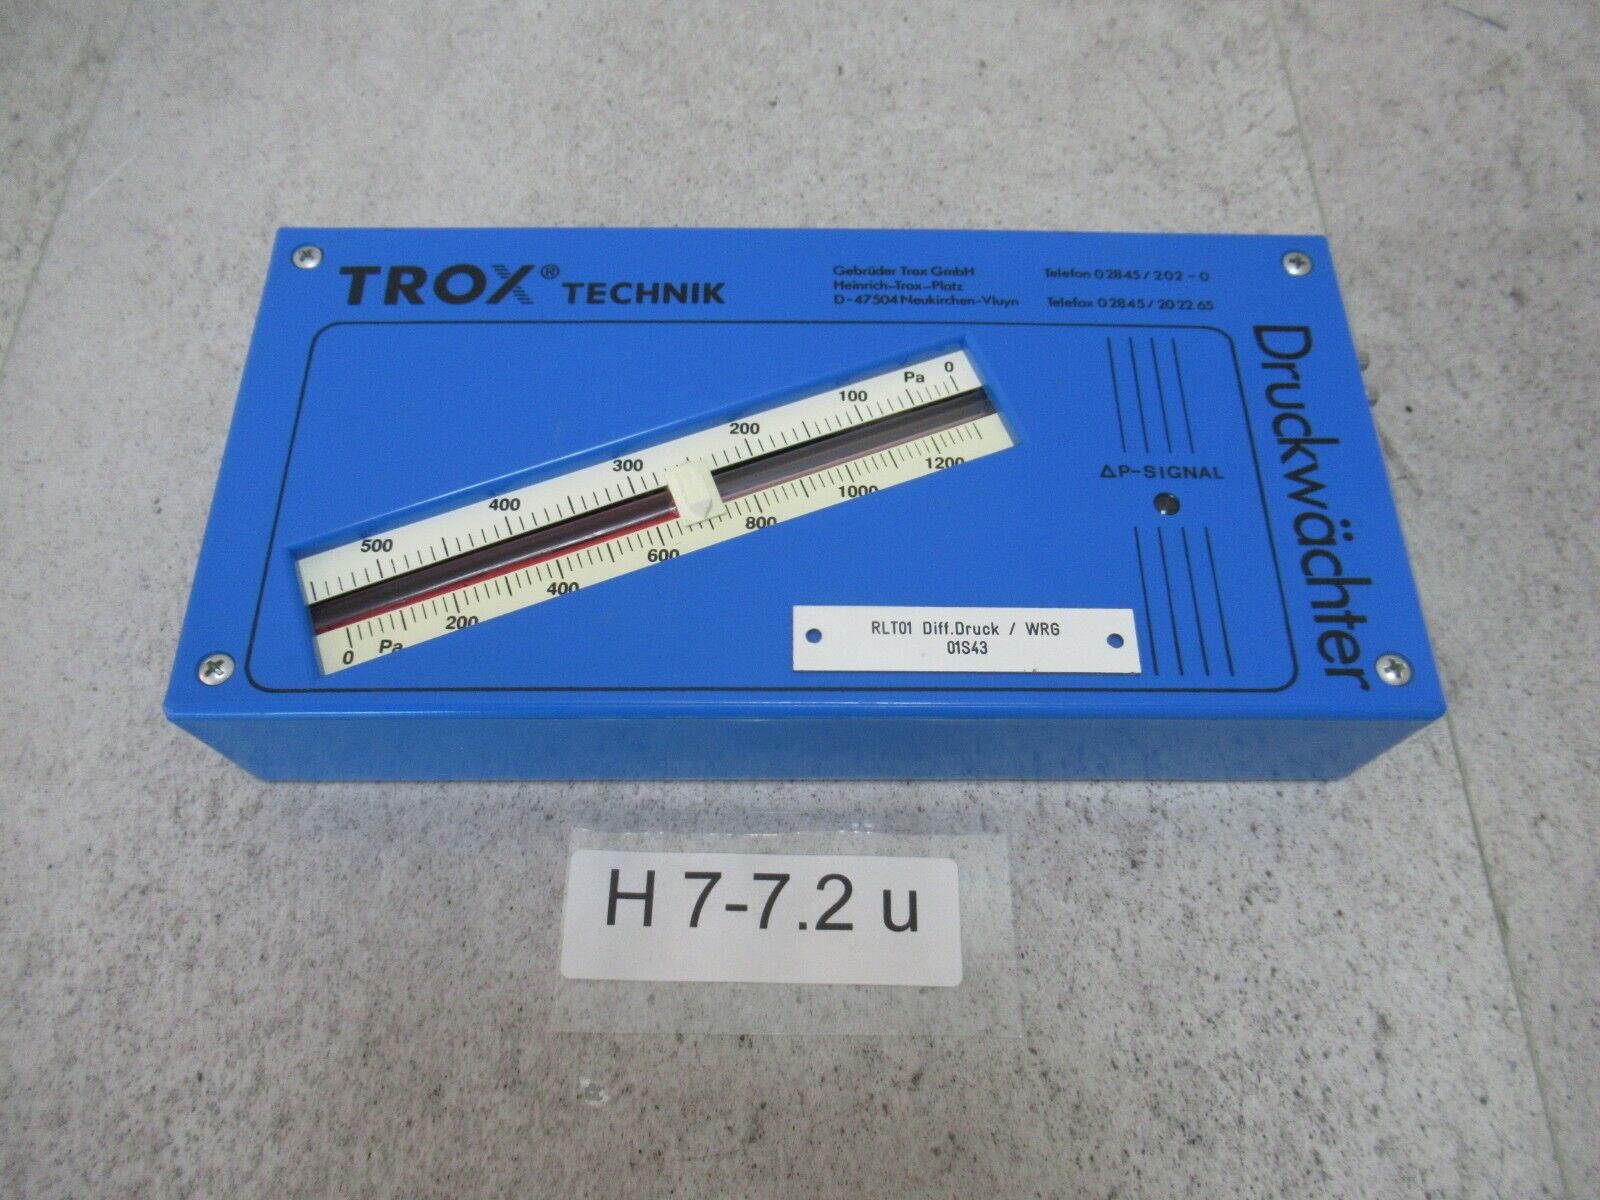 TROX® TECHNIK
Gebrüder Trox GmbH
Heinrich-Trox-Platz
D-47504 Neukirchen-Vluyn
Telefon 02845/202-0
Telefax 02845/202265
Druckwächter
500 400 300 200 100 Pa 0
0 Pa 200 400 600 800 1000 1200
ΔP-SIGNAL
RLT01 Diff.Druck / WRG
01S43
H 7-7.2 u